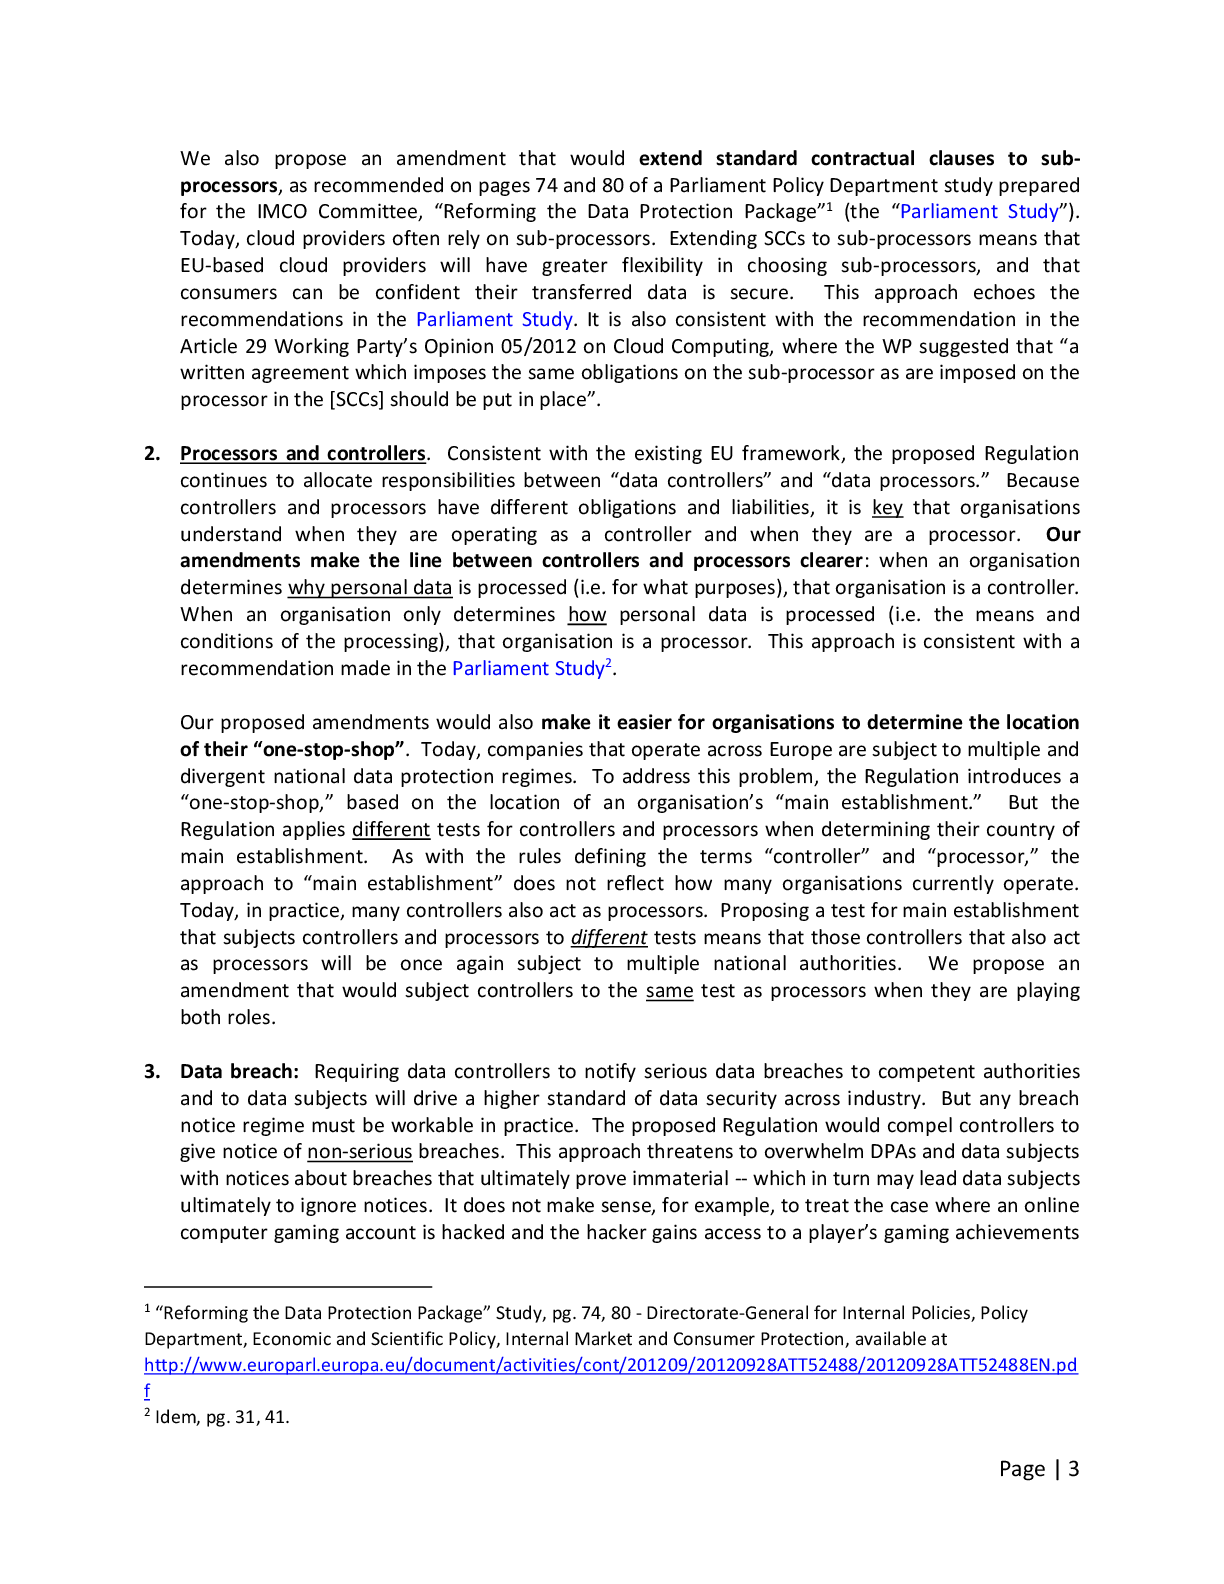 We also propose an amendment that would extend standard contractual clauses to sub-
processors, as recommended on pages 74 and 80 of a Parliament Policy Department study prepared
for the IMCO Committee, “Reforming the Data Protection Package”1 (the “Parliament Study”).
Today, cloud providers often rely on sub-processors. Extending SCCs to sub-processors means that
EU-based cloud providers will have greater flexibility in choosing sub-processors, and that
consumers can be confident their transferred data is secure. This approach echoes the
recommendations in the Parliament Study. It is also consistent with the recommendation in the
Article 29 Working Party’s Opinion 05/2012 on Cloud Computing, where the WP suggested that “a
written agreement which imposes the same obligations on the sub-processor as are imposed on the
processor in the [SCCs] should be put in place”.
2. Processors and controllers. Consistent with the existing EU framework, the proposed Regulation
continues to allocate responsibilities between “data controllers” and “data processors.” Because
controllers and processors have different obligations and liabilities, it is key that organisations
understand when they are operating as a controller and when they are a processor. Our
amendments make the line between controllers and processors clearer: when an organisation
determines why personal data is processed (i.e. for what purposes), that organisation is a controller.
When an organisation only determines how personal data is processed (i.e. the means and
conditions of the processing), that organisation is a processor. This approach is consistent with a
recommendation made in the Parliament Study2.
Our proposed amendments would also make it easier for organisations to determine the location
of their “one-stop-shop”. Today, companies that operate across Europe are subject to multiple and
divergent national data protection regimes. To address this problem, the Regulation introduces a
“one-stop-shop,” based on the location of an organisation’s “main establishment.” But the
Regulation applies different tests for controllers and processors when determining their country of
main establishment. As with the rules defining the terms “controller” and “processor,” the
approach to “main establishment” does not reflect how many organisations currently operate.
Today, in practice, many controllers also act as processors. Proposing a test for main establishment
that subjects controllers and processors to different tests means that those controllers that also act
as processors will be once again subject to multiple national authorities. We propose an
amendment that would subject controllers to the same test as processors when they are playing
both roles.
3. Data breach: Requiring data controllers to notify serious data breaches to competent authorities
and to data subjects will drive a higher standard of data security across industry. But any breach
notice regime must be workable in practice. The proposed Regulation would compel controllers to
give notice of non-serious breaches. This approach threatens to overwhelm DPAs and data subjects
with notices about breaches that ultimately prove immaterial -- which in turn may lead data subjects
ultimately to ignore notices. It does not make sense, for example, to treat the case where an online
computer gaming account is hacked and the hacker gains access to a player’s gaming achievements
1 “Reforming the Data Protection Package” Study, pg. 74, 80 - Directorate-General for Internal Policies, Policy
Department, Economic and Scientific Policy, Internal Market and Consumer Protection, available at
http://www.europarl.europa.eu/document/activities/cont/201209/20120928ATT52488/20120928ATT52488EN.pd
f
2 Idem, pg. 31, 41.
Page | 3